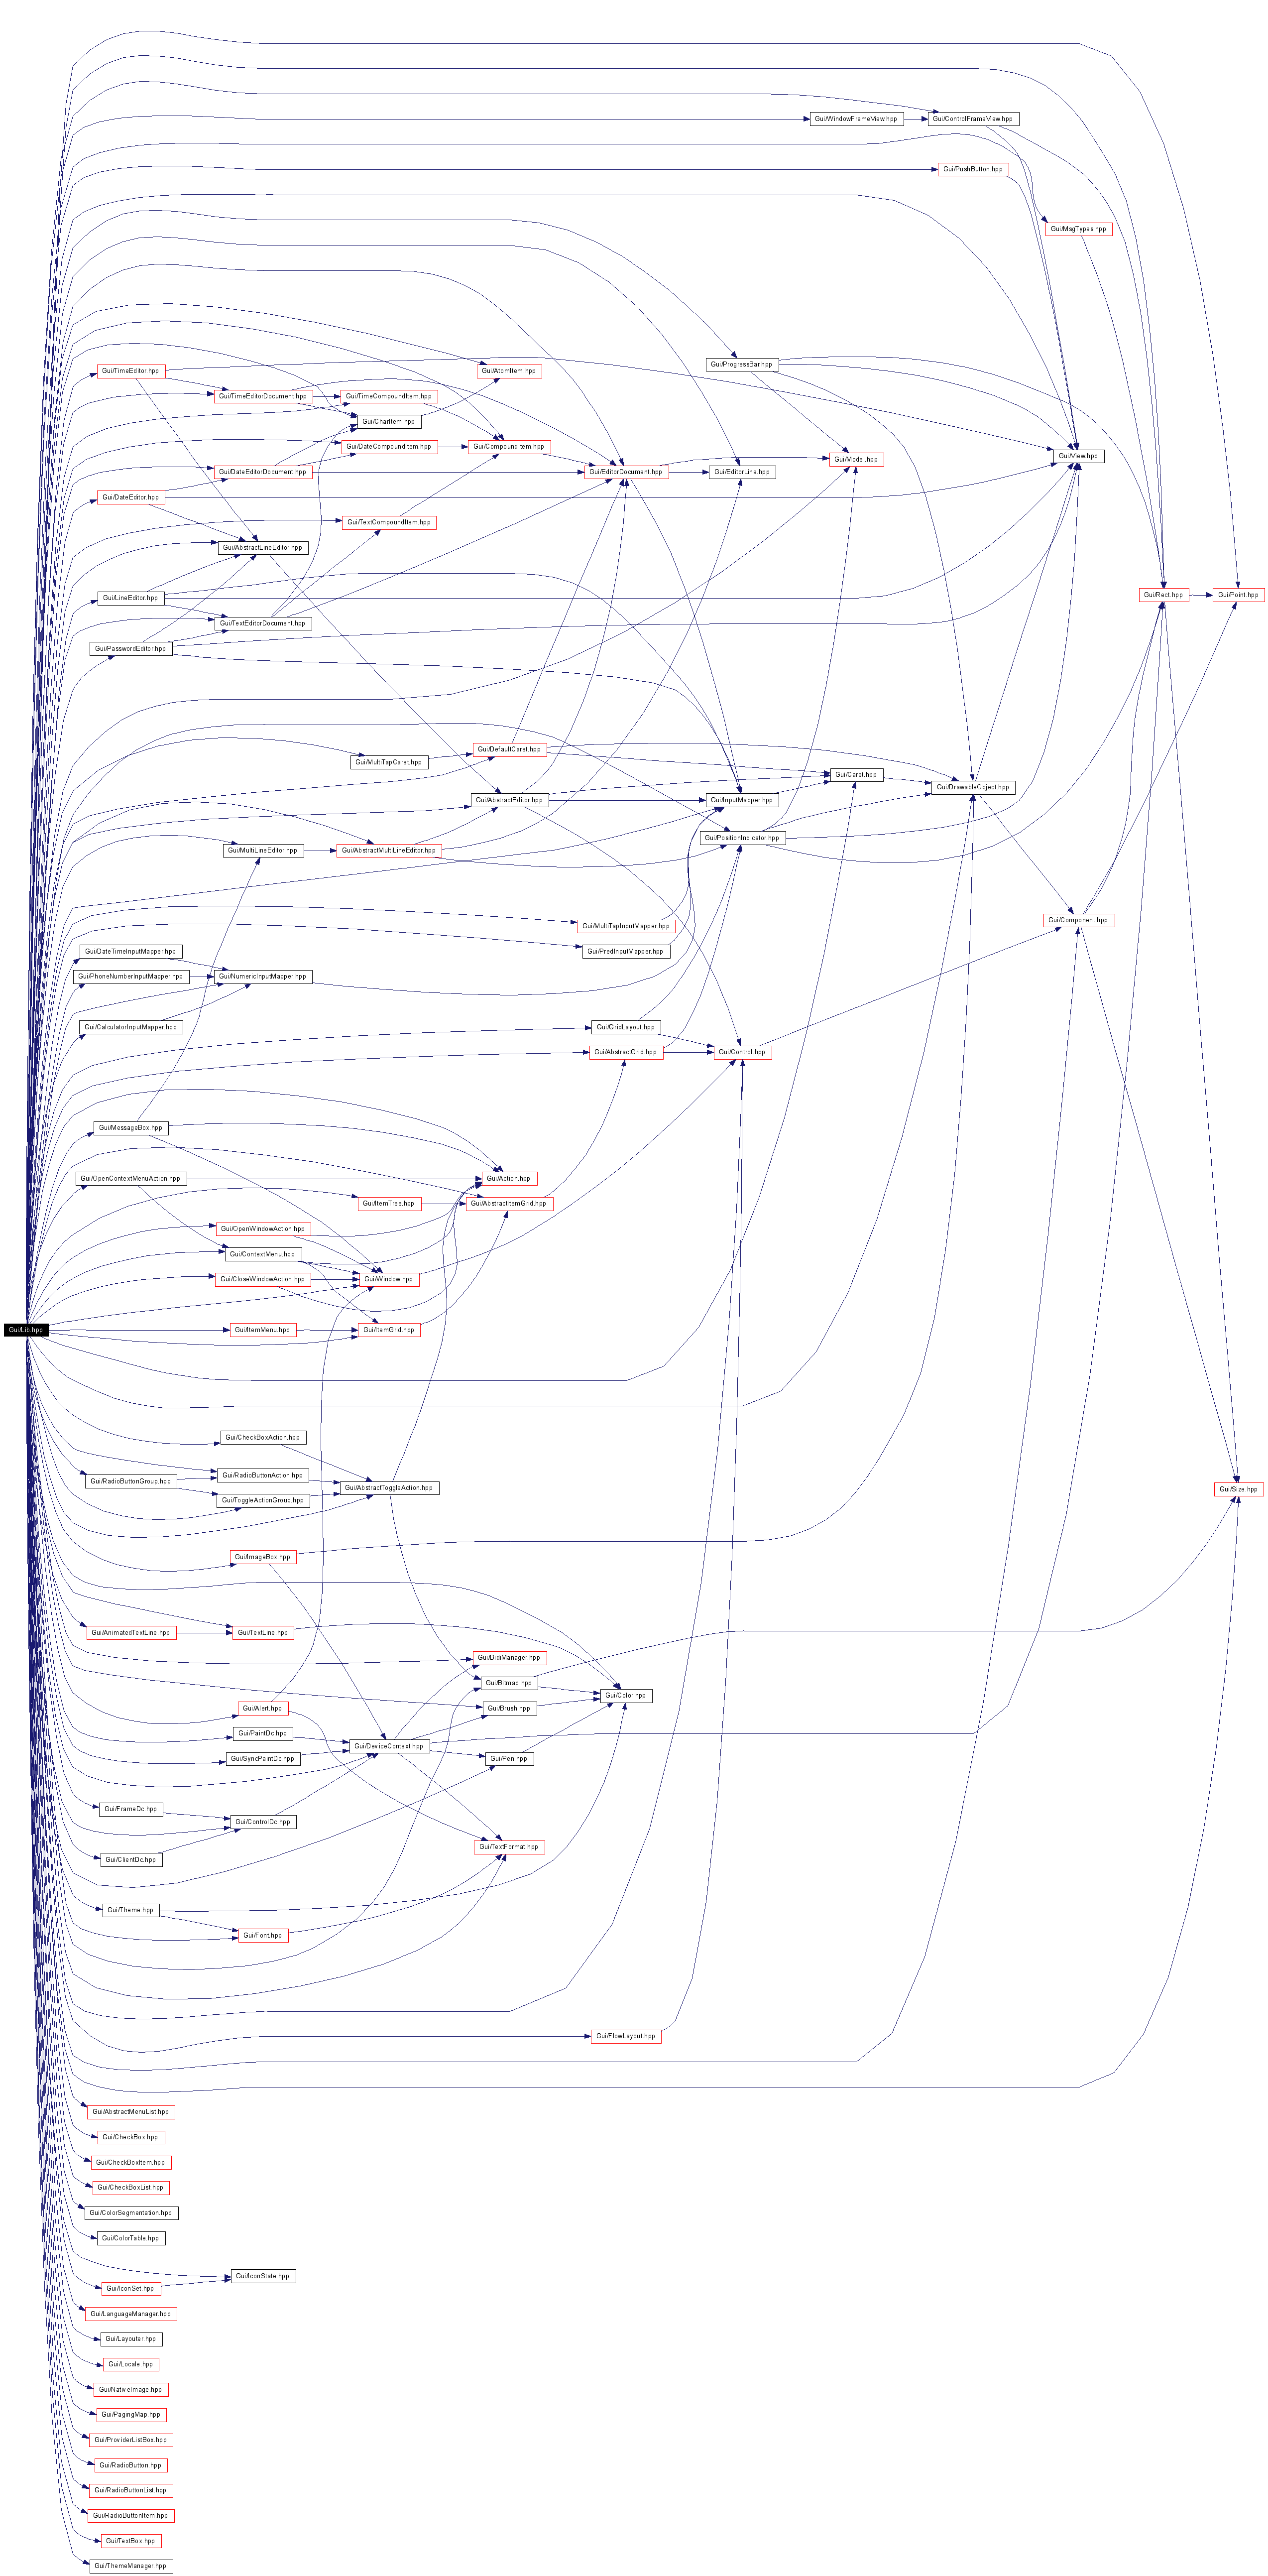 Gui/WindowFrameView.hpp
Gui/ControlFrameView.hpp
Gui/PushButton.hpp
Gui/MsgTypes.hpp
Gui/ProgressBar.hpp
Gui/TimeEditor.hpp
Gui/AtomItem.hpp
Gui/TimeEditorDocument.hpp
Gui/TimeCompoundItem.hpp
Gui/CharItem.hpp
Gui/DateCompoundItem.hpp
Gui/CompoundItem.hpp
Gui/View.hpp
Gui/Model.hpp
Gui/DateEditorDocument.hpp
Gui/EditorDocument.hpp
Gui/EditorLine.hpp
Gui/DateEditor.hpp
Gui/TextCompoundItem.hpp
Gui/AbstractLineEditor.hpp
Gui/LineEditor.hpp
Gui/Rect.hpp
Gui/Point.hpp
Gui/TextEditorDocument.hpp
Gui/PasswordEditor.hpp
Gui/DefaultCaret.hpp
Gui/MultiTapCaret.hpp
Gui/Caret.hpp
Gui/DrawableObject.hpp
Gui/AbstractEditor.hpp
Gui/InputMapper.hpp
Gui/PositionIndicator.hpp
Gui/MultiLineEditor.hpp
Gui/AbstractMultiLineEditor.hpp
Gui/Component.hpp
Gui/MultiTapInputMapper.hpp
Gui/DateTimeInputMapper.hpp
Gui/PredInputMapper.hpp
Gui/PhoneNumberInputMapper.hpp
Gui/NumericInputMapper.hpp
Gui/CalculatorInputMapper.hpp
Gui/GridLayout.hpp
Gui/AbstractGrid.hpp
Gui/Control.hpp
Gui/MessageBox.hpp
Gui/OpenContextMenuAction.hpp
Gui/Action.hpp
Gui/ItemTree.hpp
Gui/AbstractItemGrid.hpp
Gui/OpenWindowAction.hpp
Gui/ContextMenu.hpp
Gui/CloseWindowAction.hpp
Gui/Window.hpp
Gui/Lib.hpp
Gui/ItemMenu.hpp
Gui/ItemGrid.hpp
Gui/CheckBoxAction.hpp
Gui/RadioButtonGroup.hpp
Gui/RadioButtonAction.hpp
Gui/AbstractToggleAction.hpp
Gui/Size.hpp
Gui/ToggleActionGroup.hpp
Gui/ImageBox.hpp
Gui/AnimatedTextLine.hpp
Gui/TextLine.hpp
Gui/BidiManager.hpp
Gui/Bitmap.hpp
Gui/Color.hpp
Gui/Alert.hpp
Gui/Brush.hpp
Gui/PaintDc.hpp
Gui/DeviceContext.hpp
Gui/SyncPaintDc.hpp
Gui/Pen.hpp
Gui/FrameDc.hpp
Gui/ControlDc.hpp
Gui/TextFormat.hpp
Gui/ClientDc.hpp
Gui/Theme.hpp
Gui/Font.hpp
Gui/FlowLayout.hpp
Gui/AbstractMenuList.hpp
Gui/CheckBox.hpp
Gui/CheckBoxItem.hpp
Gui/CheckBoxList.hpp
Gui/ColorSegmentation.hpp
Gui/ColorTable.hpp
Gui/IconState.hpp
Gui/IconSet.hpp
Gui/LanguageManager.hpp
Gui/Layouter.hpp
Gui/Locale.hpp
Gui/NativeImage.hpp
Gui/PagingMap.hpp
Gui/ProviderListBox.hpp
Gui/RadioButton.hpp
Gui/RadioButtonList.hpp
Gui/RadioButtonItem.hpp
Gui/TextBox.hpp
Gui/ThemeManager.hpp